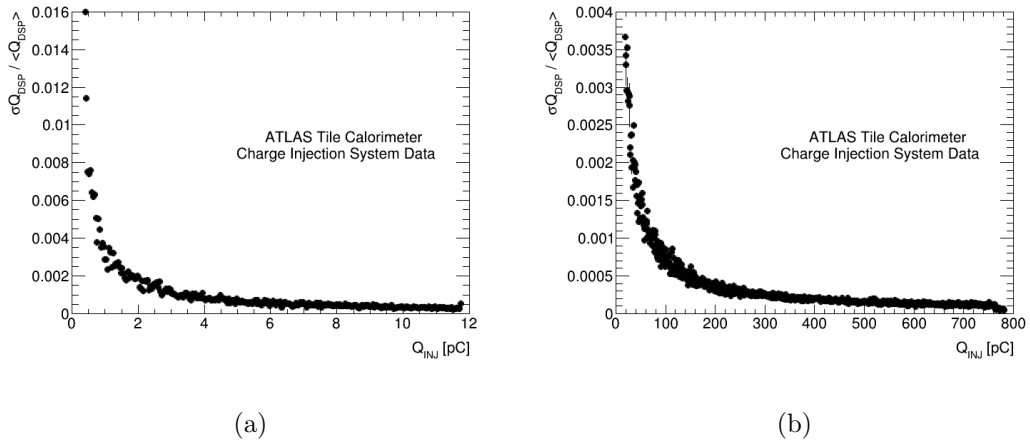 σQ_DSP / <Q_DSP>
0.016
0.014
0.012
0.01
0.008
0.006
0.004
0.002
0
ATLAS Tile Calorimeter
Charge Injection System Data
0 2 4 6 8 10 12
Q_INJ [pC]
(a)
σQ_DSP / <Q_DSP>
0.004
0.0035
0.003
0.0025
0.002
0.0015
0.001
0.0005
0
ATLAS Tile Calorimeter
Charge Injection System Data
0 100 200 300 400 500 600 700 800
Q_INJ [pC]
(b)